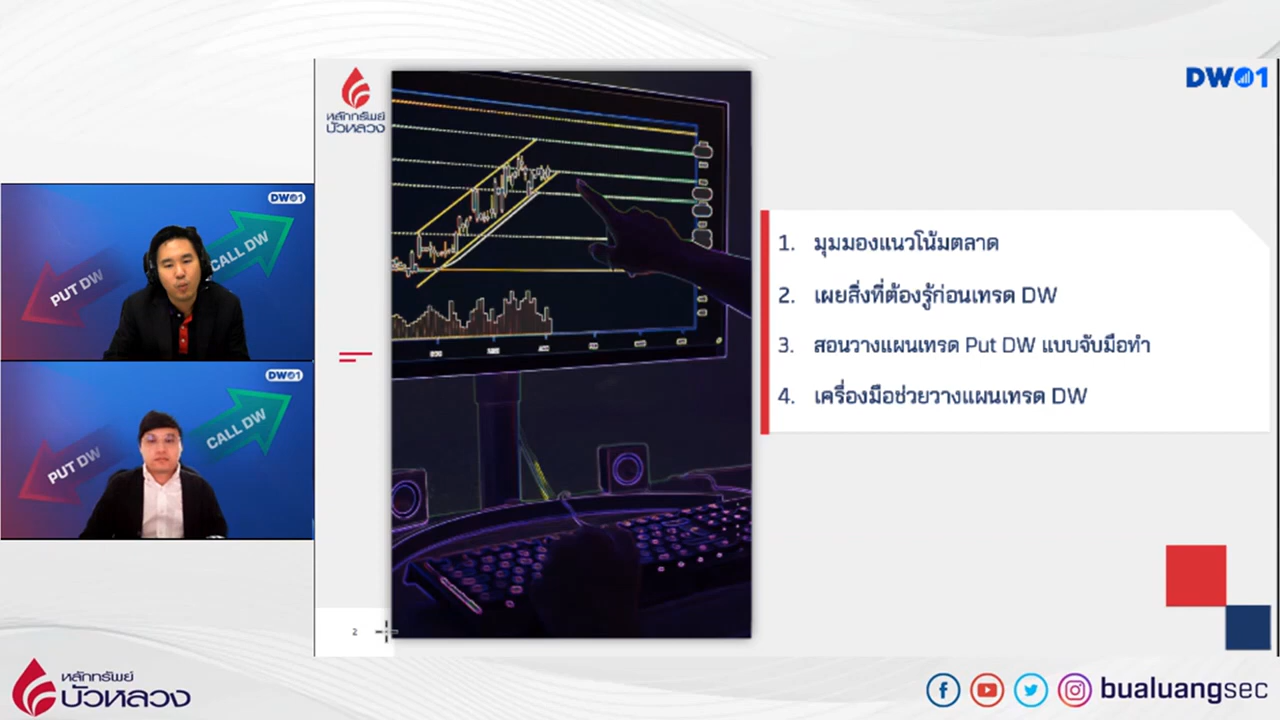 หลักทรัพย์
บัวหลวง
DW01
DW01
PUT DW
CALL DW
DW01
PUT DW
CALL DW
1. มุมมองแนวโน้มตลาด
2. เผยสิ่งที่ต้องรู้ก่อนเทรด DW
3. สอนวางแผนเทรด Put DW แบบจับมือทำ
4. เครื่องมือช่วยวางแผนเทรด DW
2
หลักทรัพย์
บัวหลวง
bualuangsec